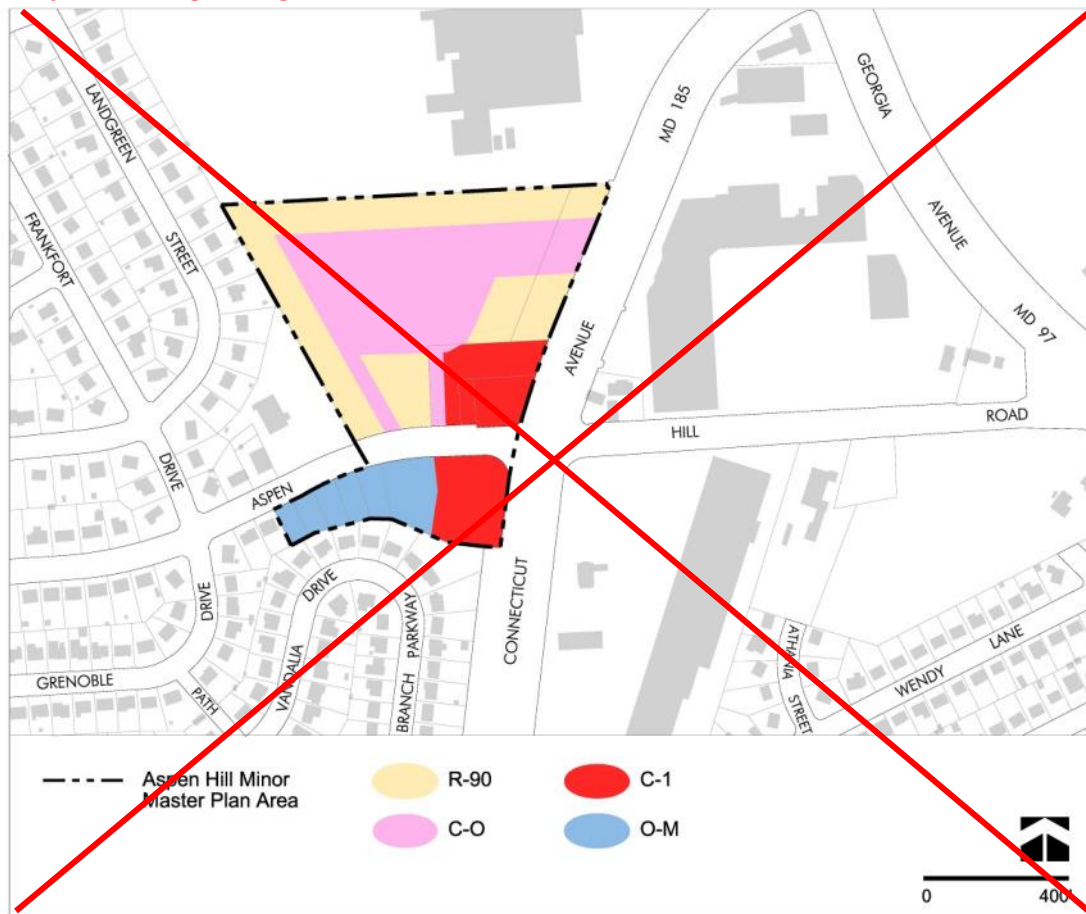 LANDGREEN
STREET
FRANKFORT
DRIVE
MD 185
GEORGIA
AVENUE
MD 97
AVENUE
HILL
ROAD
ASPEN
DRIVE
DRIVE
VANDALIA
BRANCH PARKWAY
CONNECTICUT
GRENOBLE
PATH
ATHANIA
STREET
WENDY LANE
Aspen Hill Minor
Master Plan Area
R-90
C-1
C-O
O-M
0 400'